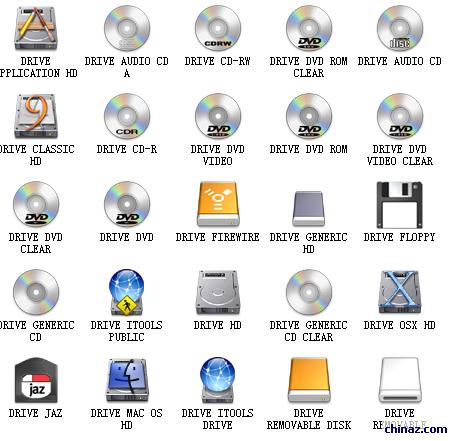 DRIVE APPLICATION HD
DRIVE AUDIO CD A
CDRW
DRIVE CD-RW
DVD
DRIVE DVD ROM CLEAR
DISC
DRIVE AUDIO CD
9
DRIVE CLASSIC HD
CDR
DRIVE CD-R
DVD
DRIVE DVD VIDEO
DVD
DRIVE DVD ROM
DVD
DRIVE DVD VIDEO CLEAR
DVD
DRIVE DVD CLEAR
DVD
DRIVE DVD
DRIVE FIREWIRE
DRIVE GENERIC HD
DRIVE FLOPPY
DRIVE GENERIC CD
DRIVE ITOOLS PUBLIC
DRIVE HD
DRIVE GENERIC CD CLEAR
X
DRIVE OSX HD
jaz
DRIVE JAZ
DRIVE MAC OS HD
DRIVE ITOOLS DRIVE
DRIVE REMOVABLE DISK
DRIVE REMOVABLE
chinaz.com